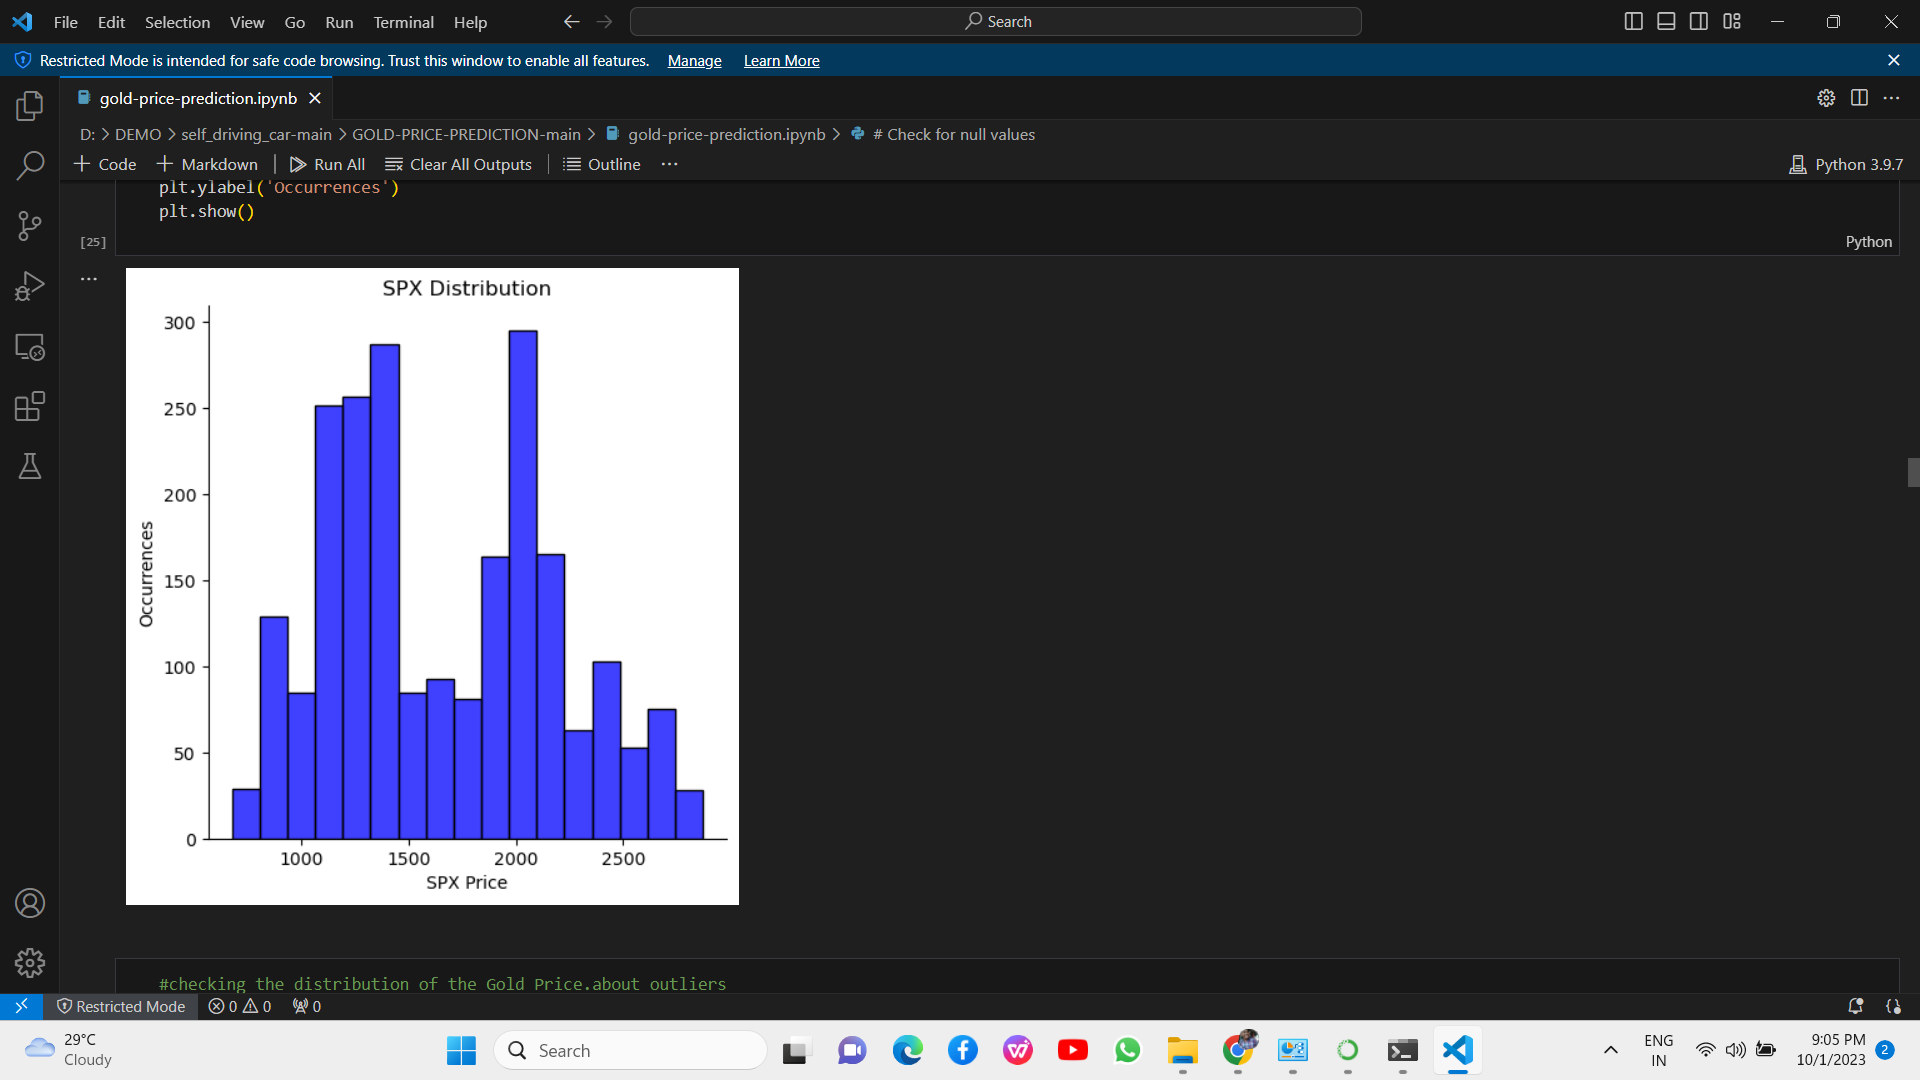 File Edit Selection View Go Run Terminal Help Search
Restricted Mode is intended for safe code browsing. Trust this window to enable all features. Manage Learn More
gold-price-prediction.ipynb
D: > DEMO > self_driving_car-main > GOLD-PRICE-PREDICTION-main > gold-price-prediction.ipynb > # Check for null values
+ Code + Markdown Run All Clear All Outputs Outline ... Python 3.9.7
plt.ylabel('Occurrences')
plt.show()
[25] Python
SPX Distribution
300
250
200
150
100
50
0
Occurrences
1000 1500 2000 2500
SPX Price
#checking the distribution of the Gold Price.about outliers
Restricted Mode 0 0 0
29°C
Cloudy
Search
ENG
IN
9:05 PM
10/1/2023
2